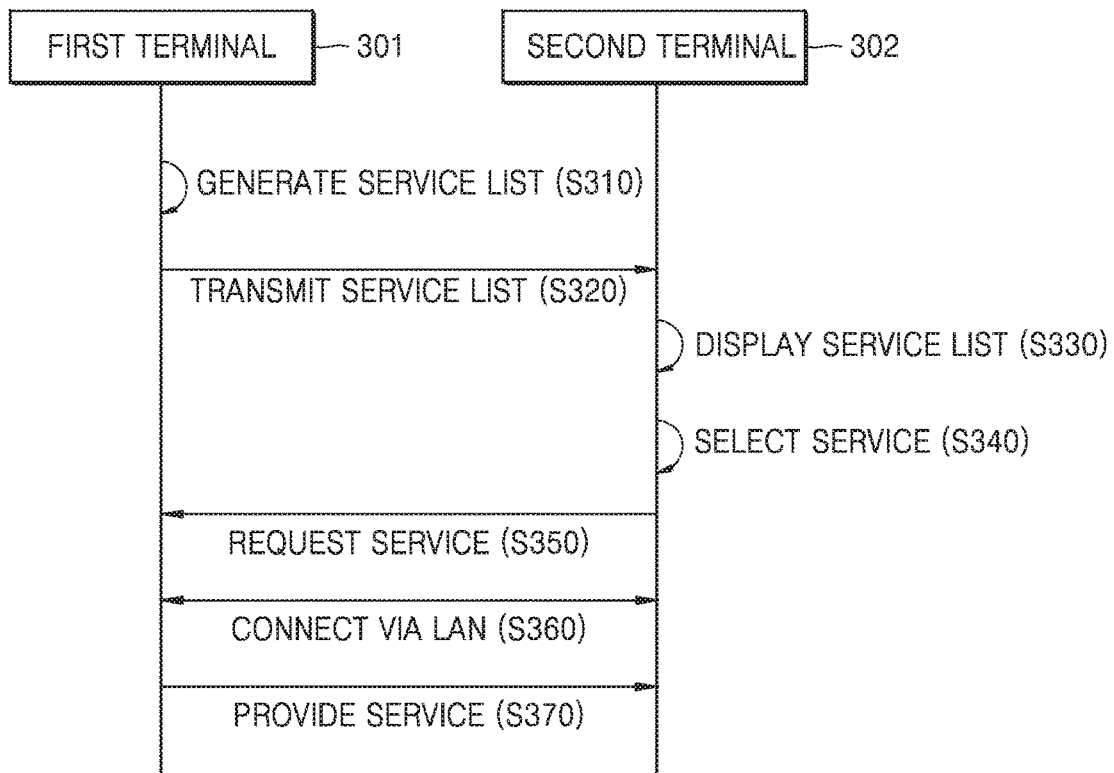 FIRST TERMINAL 301
SECOND TERMINAL 302
GENERATE SERVICE LIST (S310)
TRANSMIT SERVICE LIST (S320)
DISPLAY SERVICE LIST (S330)
SELECT SERVICE (S340)
REQUEST SERVICE (S350)
CONNECT VIA LAN (S360)
PROVIDE SERVICE (S370)